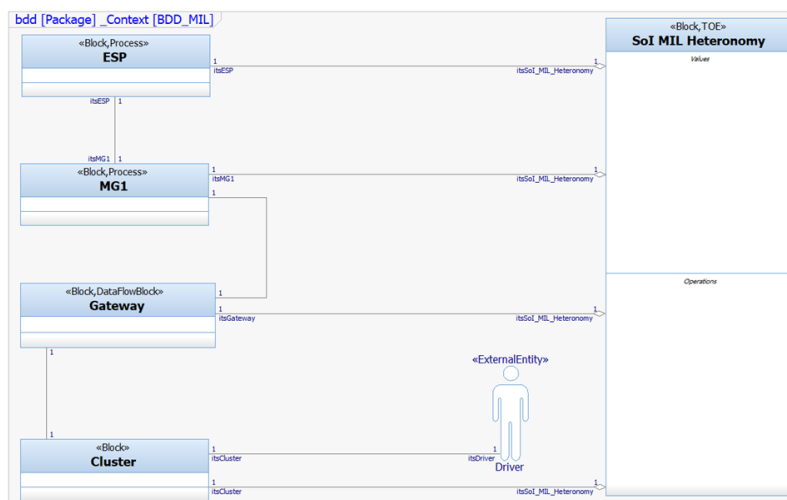 bdd [Package] _Context [BDD_MIL]
«Block,Process»
ESP
1
itsESP
1
itsSoI_MIL_Heteronomy
«Block,TOE»
SoI MIL Heteronomy
Values
itsESP 1
itsMG1 1
«Block,Process»
MG1
1
itsMG1
1
itsSoI_MIL_Heteronomy
1
Operations
«Block,DataFlowBlock»
Gateway
1
1
itsGateway
1
itsSoI_MIL_Heteronomy
1
«ExternalEntity»
1
«Block»
Cluster
1
itsCluster
1
itsDriver
Driver
1
itsCluster
1
itsSoI_MIL_Heteronomy